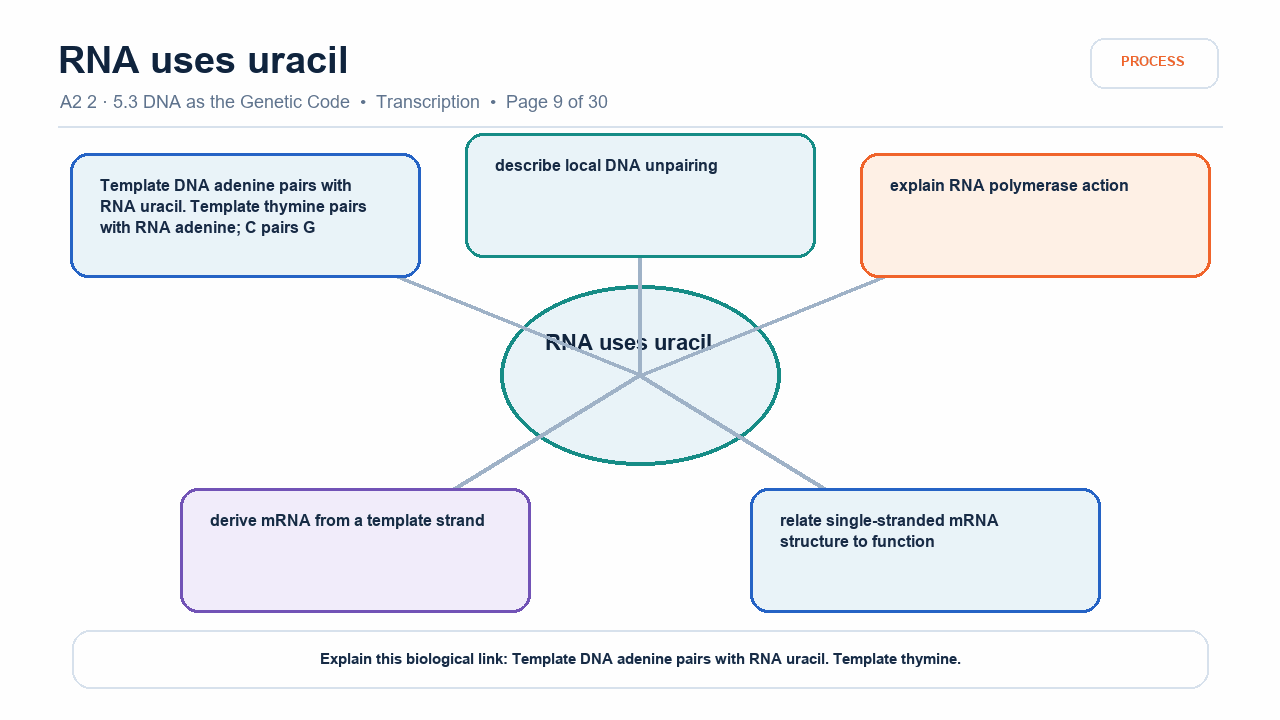 RNA uses uracil
PROCESS
A2 2 · 5.3 DNA as the Genetic Code • Transcription • Page 9 of 30
Template DNA adenine pairs with
RNA uracil. Template thymine pairs
with RNA adenine; C pairs G
describe local DNA unpairing
explain RNA polymerase action
RNA uses uracil
derive mRNA from a template strand
relate single-stranded mRNA
structure to function
Explain this biological link: Template DNA adenine pairs with RNA uracil. Template thymine.